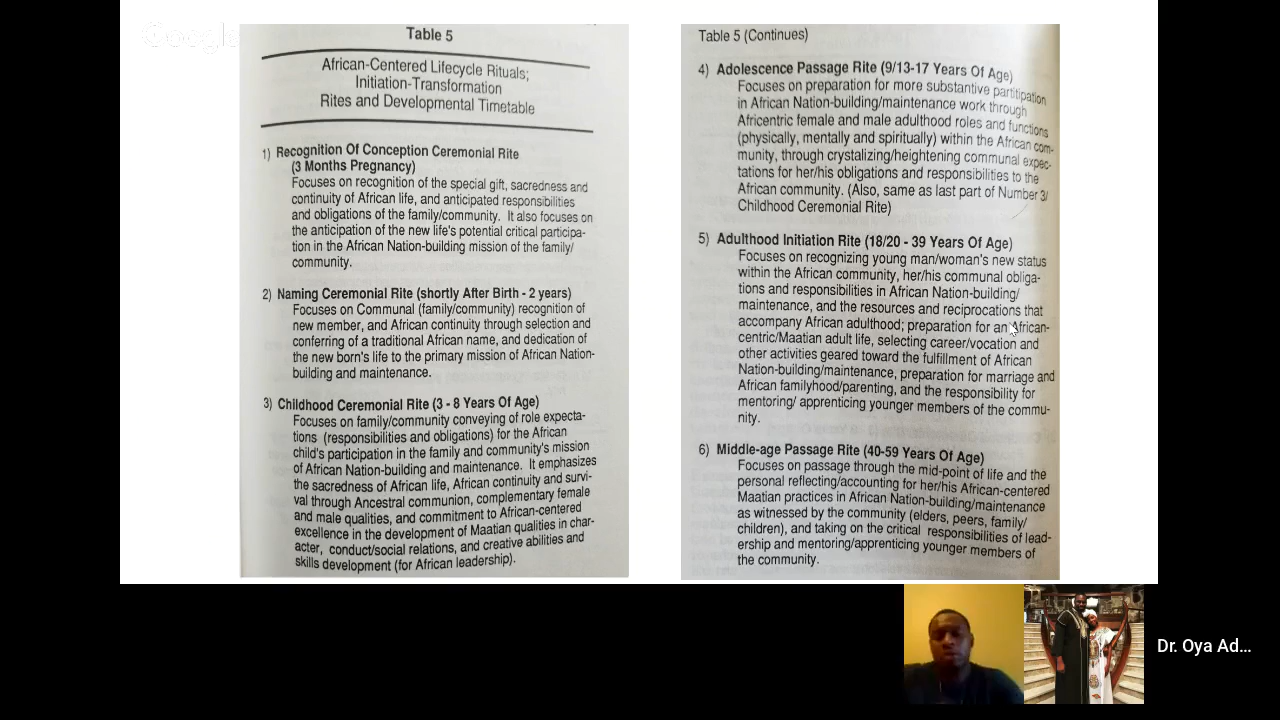 Google
Table 5
African-Centered Lifecycle Rituals;
Initiation-Transformation
Rites and Developmental Timetable
1) Recognition Of Conception Ceremonial Rite
(3 Months Pregnancy)
Focuses on recognition of the special gift, sacredness and
continuity of African life, and anticipated responsibilities
and obligations of the family/community. It also focuses on
the anticipation of the new life's potential critical participa-
tion in the African Nation-building mission of the family/
community.
2) Naming Ceremonial Rite (shortly After Birth - 2 years)
Focuses on Communal (family/community) recognition of
new member, and African continuity through selection and
conferring of a traditional African name, and dedication of
the new born's life to the primary mission of African Nation-
building and maintenance.
3) Childhood Ceremonial Rite (3 - 8 Years Of Age)
Focuses on family/community conveying of role expecta-
tions (responsibilities and obligations) for the African
child's participation in the family and community's mission
of African Nation-building and maintenance. It emphasizes
the sacredness of African life, African continuity and survi-
val through Ancestral communion, complementary female
and male qualities, and commitment to African-centered
excellence in the development of Maatian qualities in char-
acter, conduct/social relations, and creative abilities and
skills development (for African leadership).
Table 5 (Continues)
4) Adolescence Passage Rite (9/13-17 Years Of Age)
Focuses on preparation for more substantive partitipation
in African Nation-building/maintenance work through
Africentric female and male adulthood roles and functions
(physically, mentally and spiritually) within the African com-
munity, through crystalizing/heightening communal expec-
tations for her/his obligations and responsibilities to the
African community. (Also, same as last part of Number 3/
Childhood Ceremonial Rite)
5) Adulthood Initiation Rite (18/20 - 39 Years Of Age)
Focuses on recognizing young man/woman's new status
within the African community, her/his communal obliga-
tions and responsibilities in African Nation-building/
maintenance, and the resources and reciprocations that
accompany African adulthood; preparation for an African-
centric/Maatian adult life, selecting career/vocation and
other activities geared toward the fulfillment of African
Nation-building/maintenance, preparation for marriage and
African familyhood/parenting, and the responsibility for
mentoring/ apprenticing younger members of the commu-
nity.
6) Middle-age Passage Rite (40-59 Years Of Age)
Focuses on passage through the mid-point of life and the
personal reflecting/accounting for her/his African-centered
Maatian practices in African Nation-building/maintenance
as witnessed by the community (elders, peers, family/
children), and taking on the critical responsibilities of lead-
ership and mentoring/apprenticing younger members of
the community.
Dr. Oya Ad...